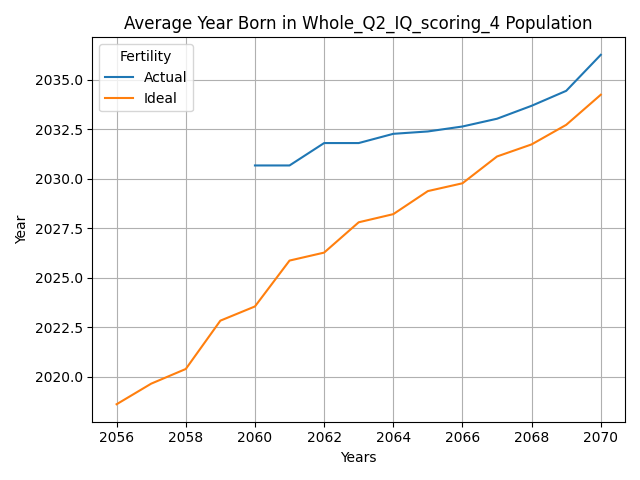 Average Year Born in Whole_Q2_IQ_scoring_4 Population
Fertility
Actual
Ideal
Year
2035.0
2032.5
2030.0
2027.5
2025.0
2022.5
2020.0
2056 2058 2060 2062 2064 2066 2068 2070
Years